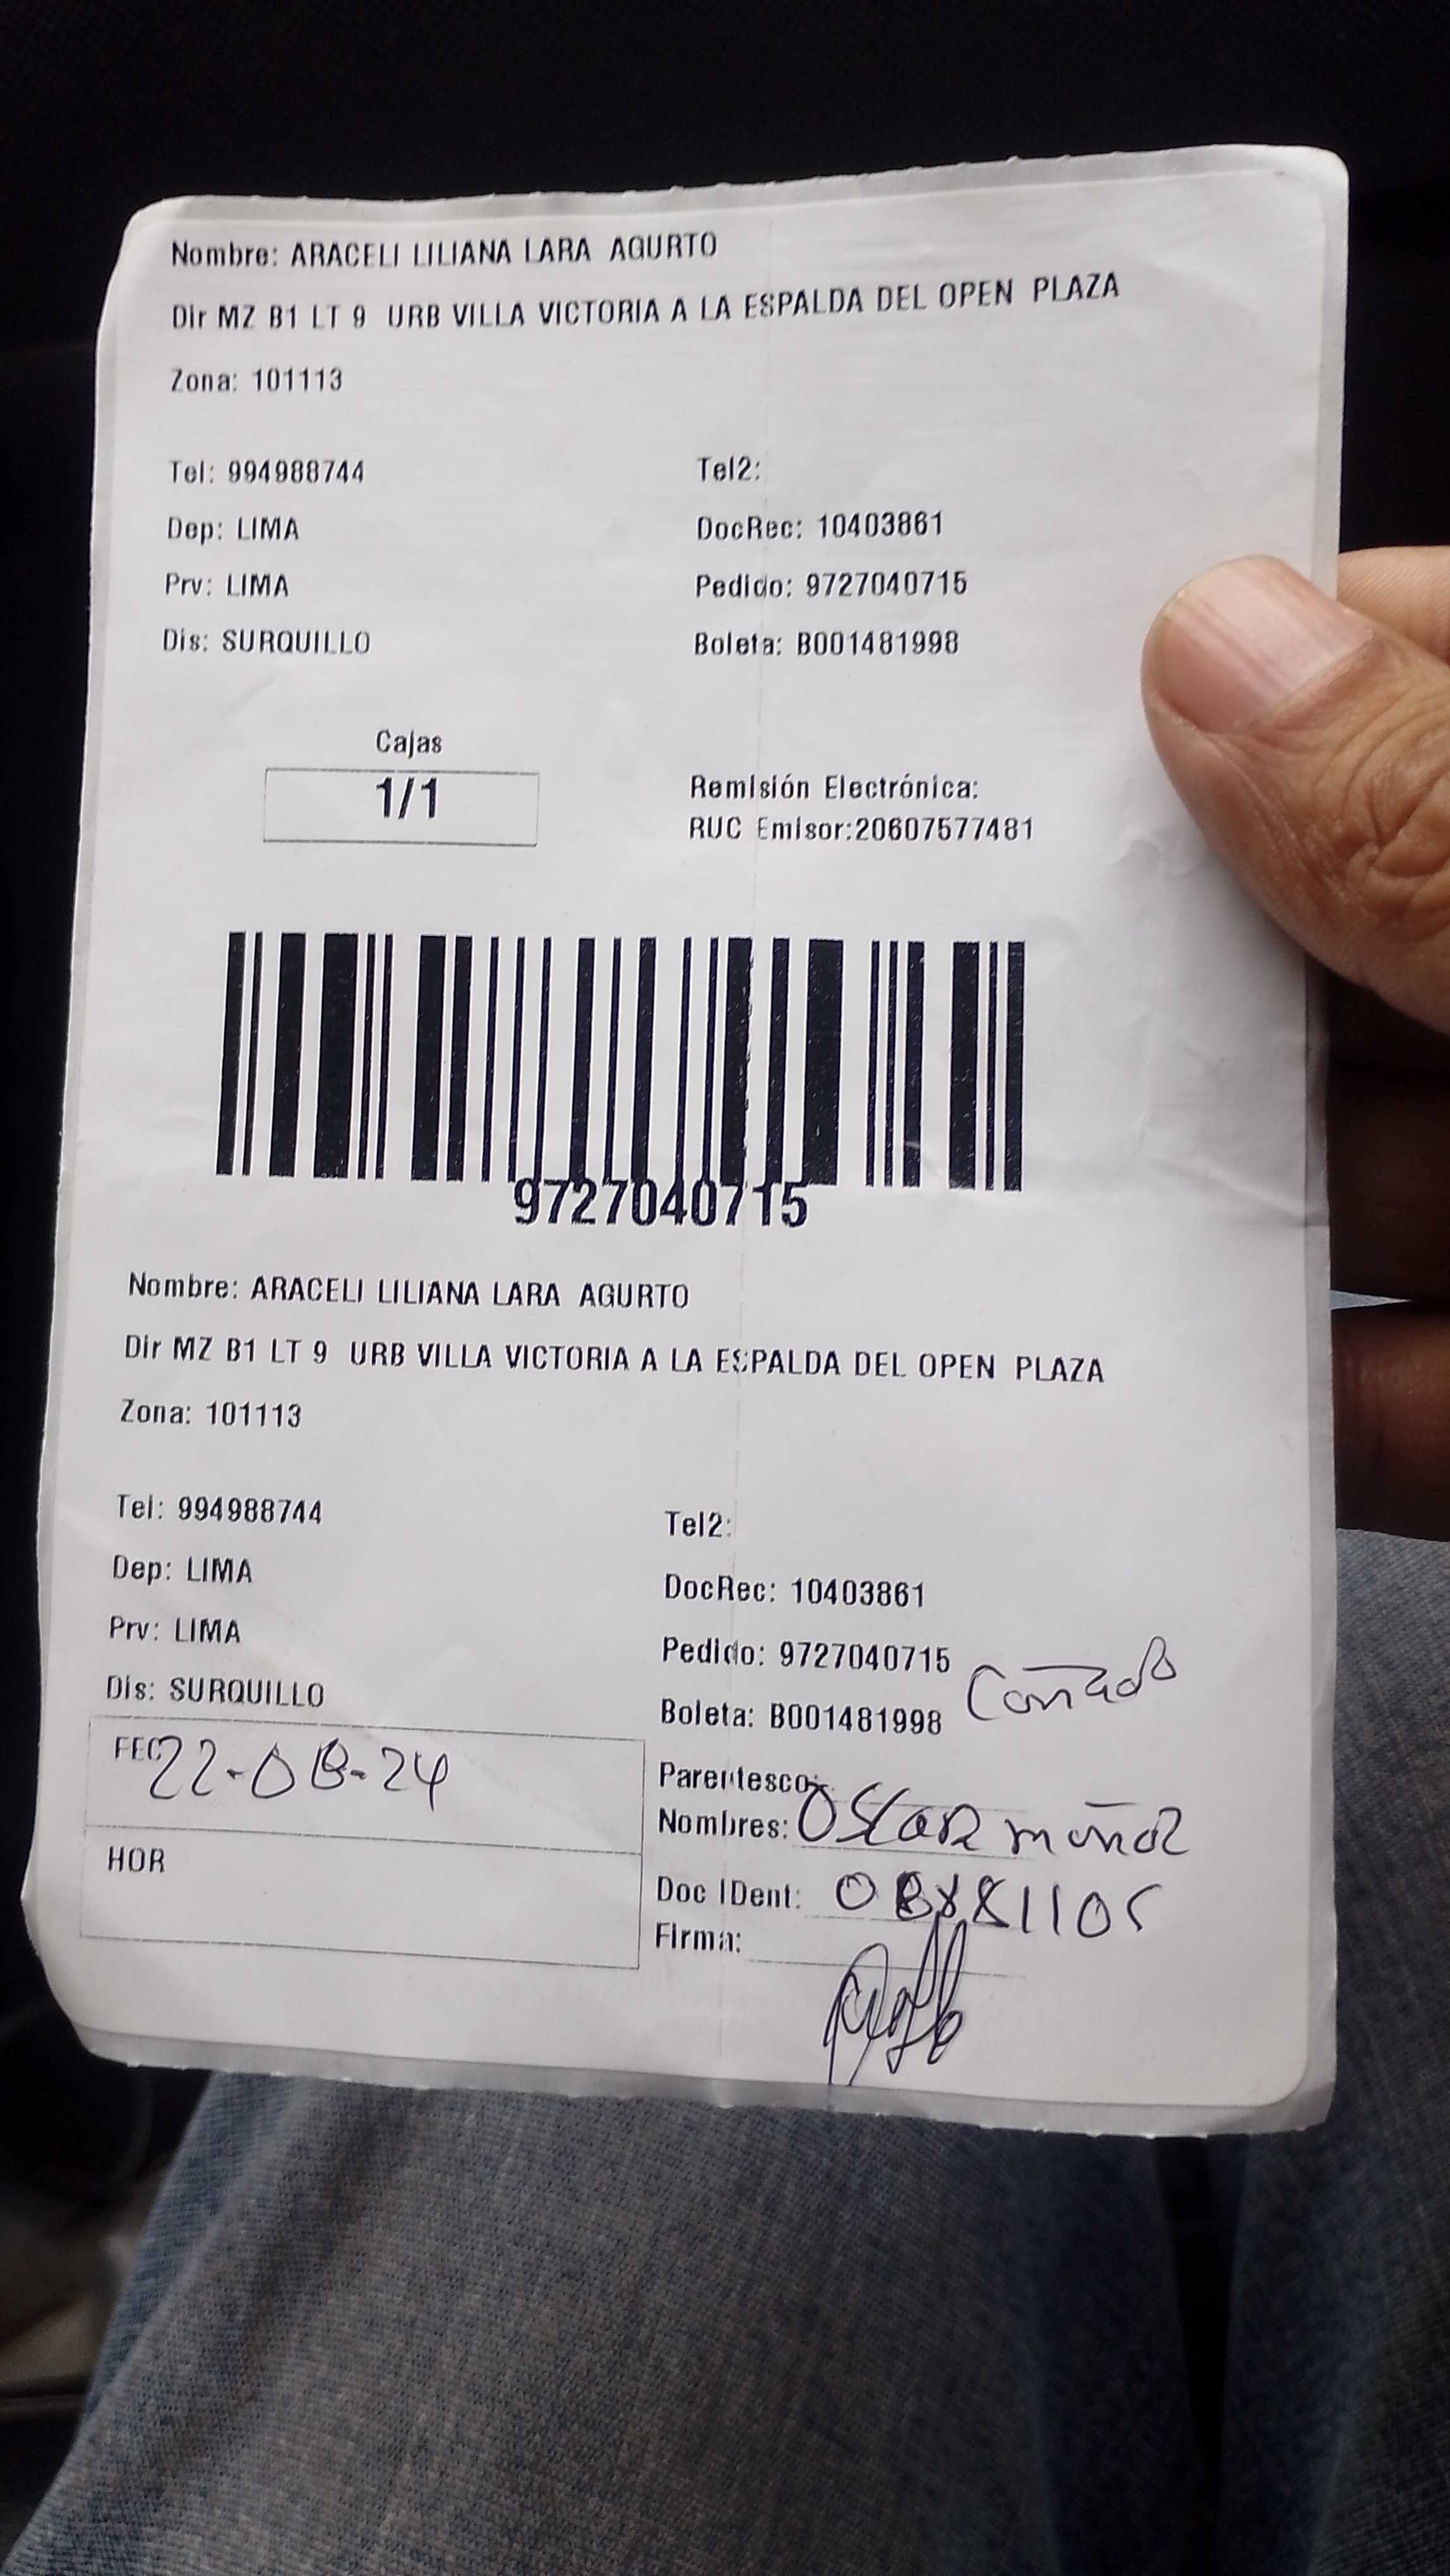 Nombre: ARACELI LILIANA LARA AGURTO
Dir MZ B1 LT 9 URB VILLA VICTORIA A LA ESPALDA DEL OPEN PLAZA
Zona: 101113
Tel: 994988744 Tel2:
Dep: LIMA DocRec: 10403861
Prv: LIMA Pedido: 9727040715
Dis: SURQUILLO Boleta: B001481998
Cajas
1/1
Remisión Electrónica:
RUC Emisor:20607577481
9727040715
Nombre: ARACELI LILIANA LARA AGURTO
Dir MZ B1 LT 9 URB VILLA VICTORIA A LA ESPALDA DEL OPEN PLAZA
Zona: 101113
Tel: 994988744 Tel2:
Dep: LIMA DocRec: 10403861
Prv: LIMA Pedido: 9727040715
Dis: SURQUILLO Boleta: B001481998
FEC 22-08-24
HOR
Parentesco:
Nombres: OSCAR muñoz
Doc IDent:
Firma: